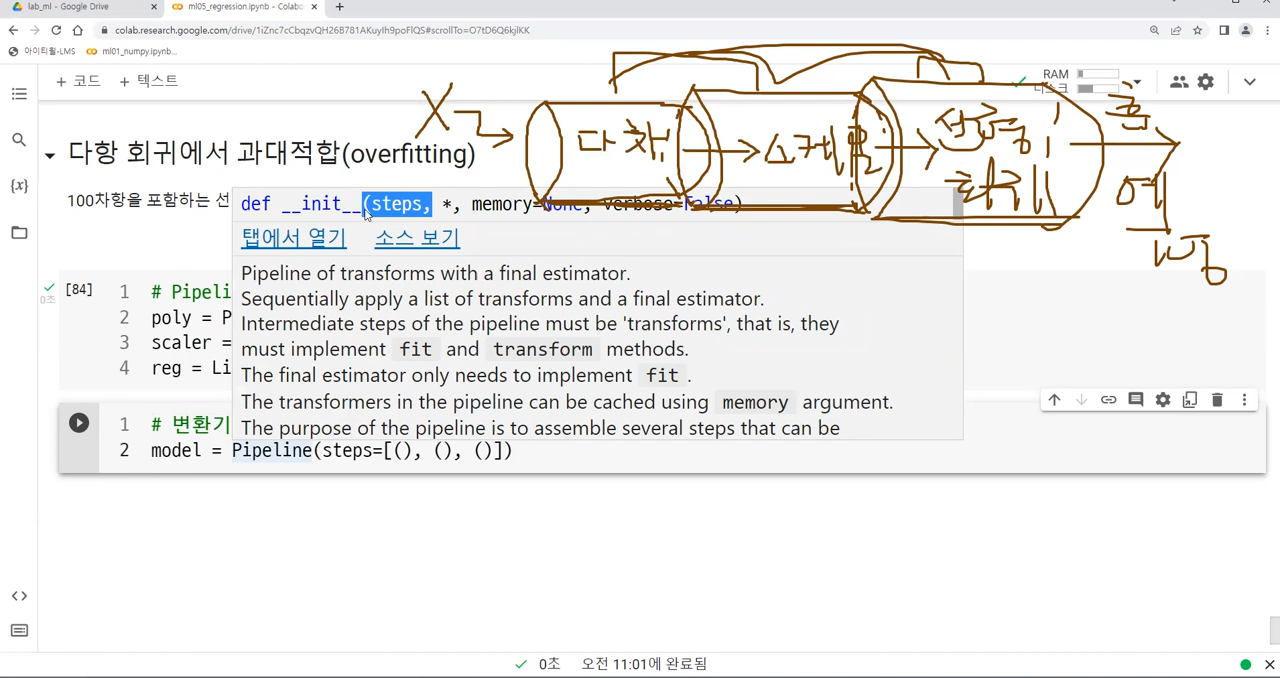 lab_ml - Google Drive
ml05_regression.ipynb - Colabo
colab.research.google.com/drive/1iZnc7cCbqzvQH26B781AKuyIh9poFlQS#scrollTo=O7tD6Q6kjlKK
아이티윌-LMS
ml01_numpy.ipynb...
+ 코드 + 텍스트
RAM
디스크
X
다항
스케일
선형
회귀
훈
예
다항 회귀에서 과대적합(overfitting)
100차항을 포함하는 선
def __init__(steps, *, memory=None, verbose=False)
탭에서 열기 소스 보기
Pipeline of transforms with a final estimator.
Sequentially apply a list of transforms and a final estimator.
Intermediate steps of the pipeline must be 'transforms', that is, they
must implement fit and transform methods.
The final estimator only needs to implement fit.
The transformers in the pipeline can be cached using memory argument.
The purpose of the pipeline is to assemble several steps that can be
0초
[84]
1 # Pipeli
2 poly = P
3 scaler =
4 reg = Li
1 # 변환기
2 model = Pipeline(steps=[(), (), ()])
0초 오전 11:01에 완료됨